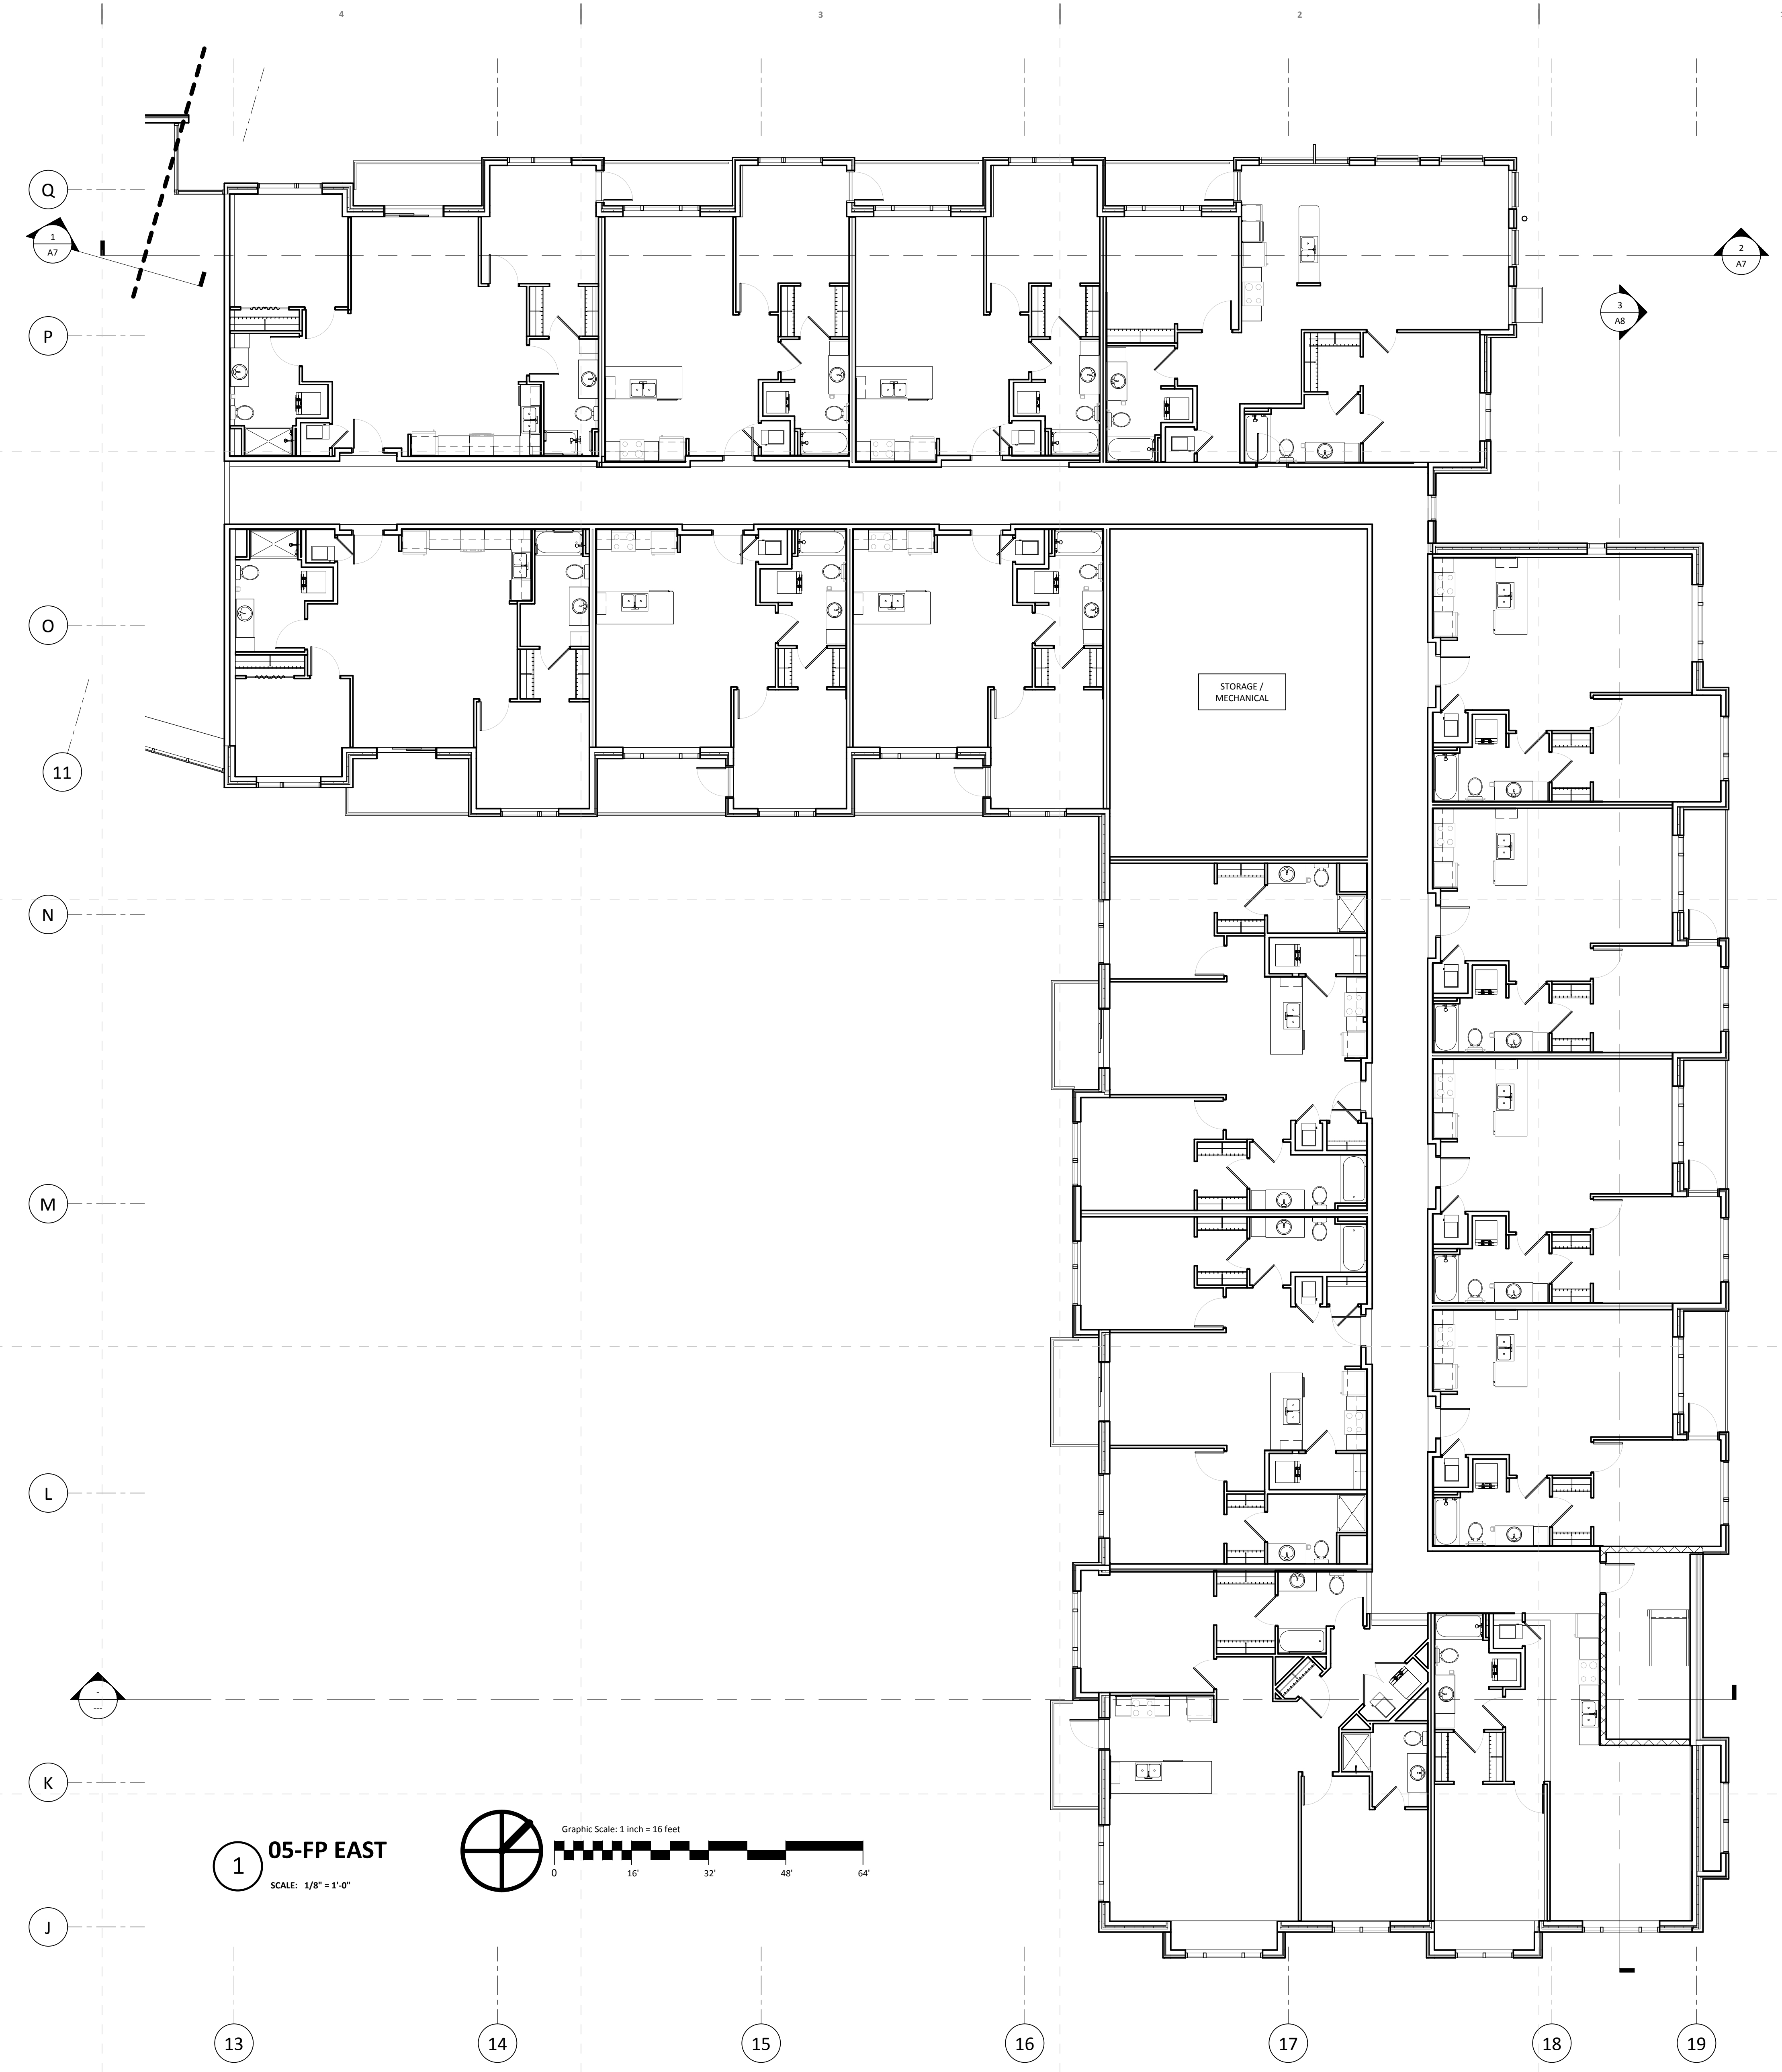 4
3
2
Q
1
A7
2
A7
3
A8
P
O
STORAGE /
MECHANICAL
11
N
M
L
-
---
K
1
05-FP EAST
SCALE: 1/8" = 1'-0"
Graphic Scale: 1 inch = 16 feet
0
16'
32'
48'
64'
J
13
14
15
16
17
18
19